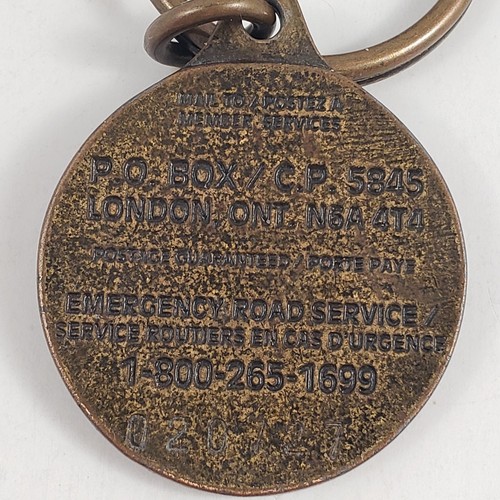 MAIL TO / POSTEZ À
MEMBER SERVICES
P.O. BOX / C.P. 5845
LONDON, ONT. N6A 4T4
POSTAGE GUARANTEED / PORTE PAYÉ
EMERGENCY ROAD SERVICE /
SERVICE ROUTIERS EN CAS D'URGENCE
1-800-265-1699